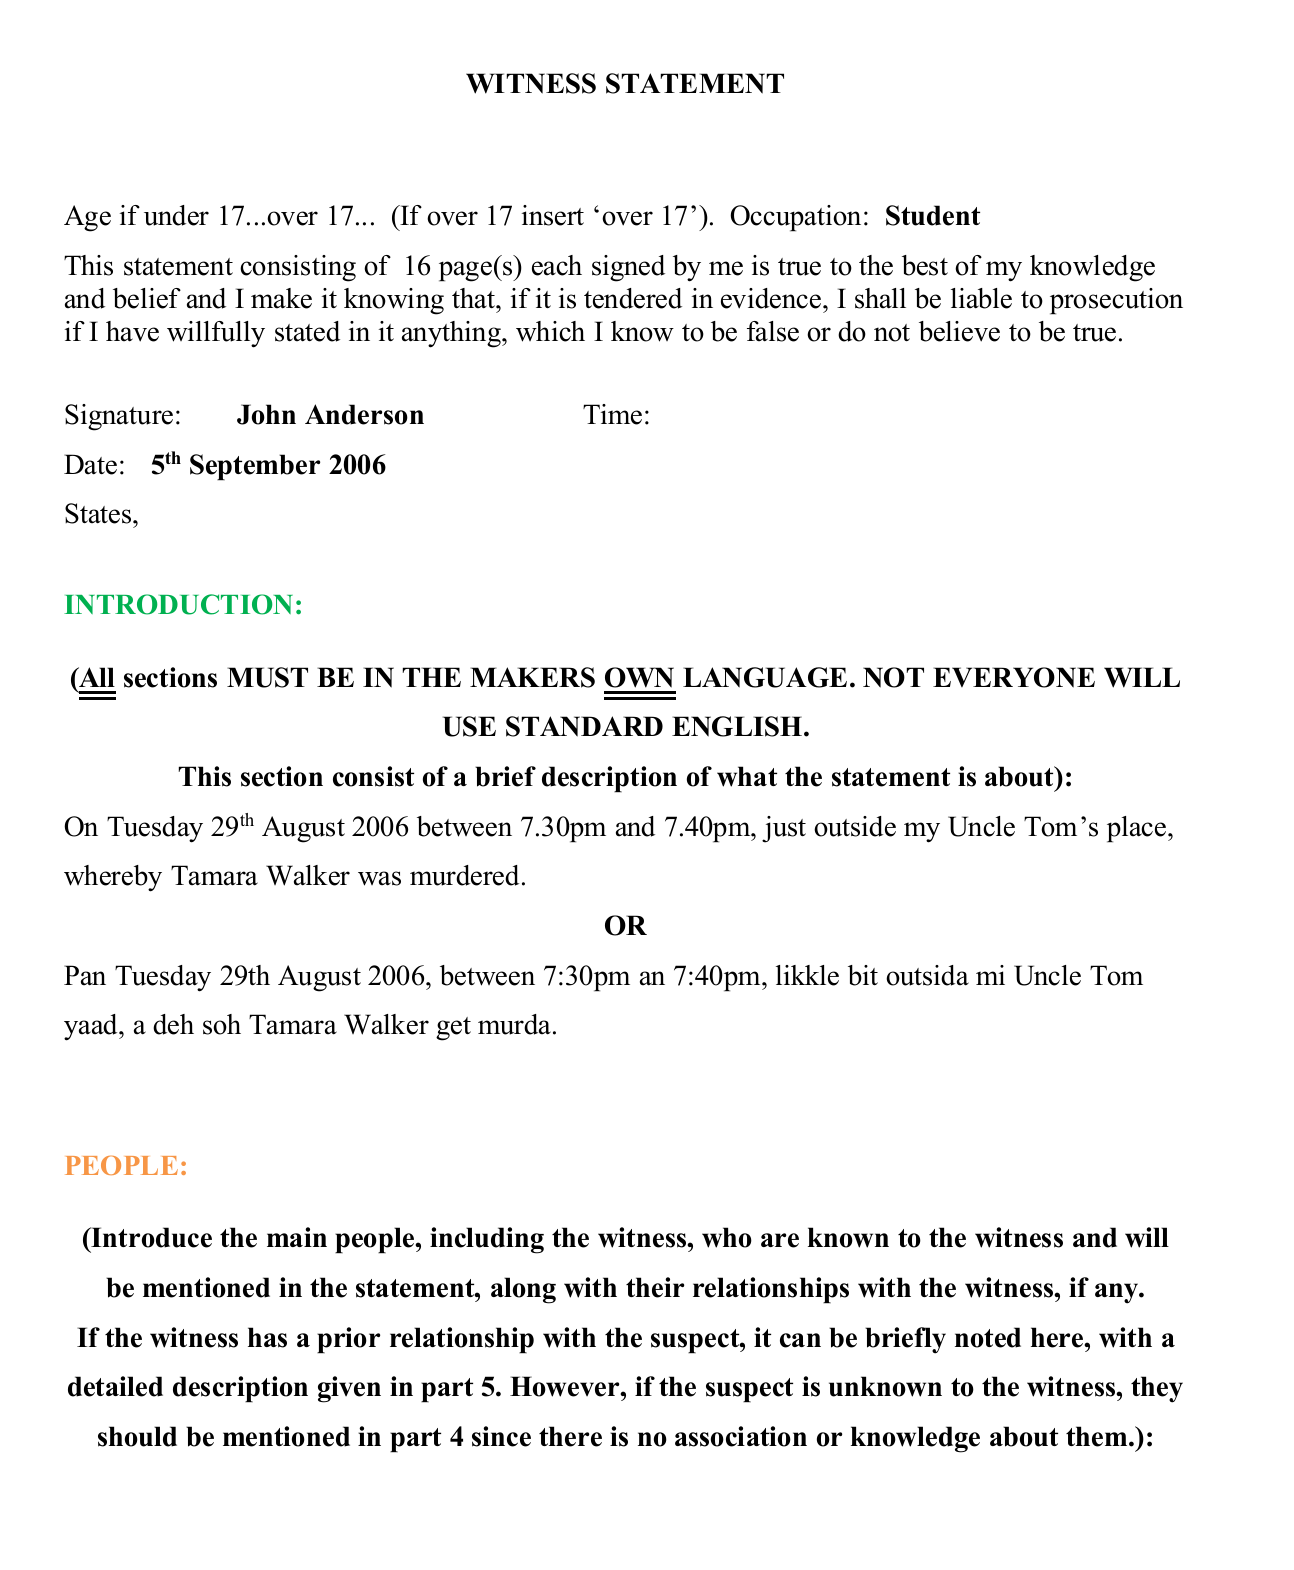 WITNESS STATEMENT
Age if under 17...over 17... (If over 17 insert ‘over 17’). Occupation: Student
This statement consisting of 16 page(s) each signed by me is true to the best of my knowledge
and belief and I make it knowing that, if it is tendered in evidence, I shall be liable to prosecution
if I have willfully stated in it anything, which I know to be false or do not believe to be true.
Signature: John Anderson Time:
Date: 5th September 2006
States,
INTRODUCTION:
(All sections MUST BE IN THE MAKERS OWN LANGUAGE. NOT EVERYONE WILL
USE STANDARD ENGLISH.
This section consist of a brief description of what the statement is about):
On Tuesday 29th August 2006 between 7.30pm and 7.40pm, just outside my Uncle Tom’s place,
whereby Tamara Walker was murdered.
OR
Pan Tuesday 29th August 2006, between 7:30pm an 7:40pm, likkle bit outsida mi Uncle Tom
yaad, a deh soh Tamara Walker get murda.
PEOPLE:
(Introduce the main people, including the witness, who are known to the witness and will
be mentioned in the statement, along with their relationships with the witness, if any.
If the witness has a prior relationship with the suspect, it can be briefly noted here, with a
detailed description given in part 5. However, if the suspect is unknown to the witness, they
should be mentioned in part 4 since there is no association or knowledge about them.):